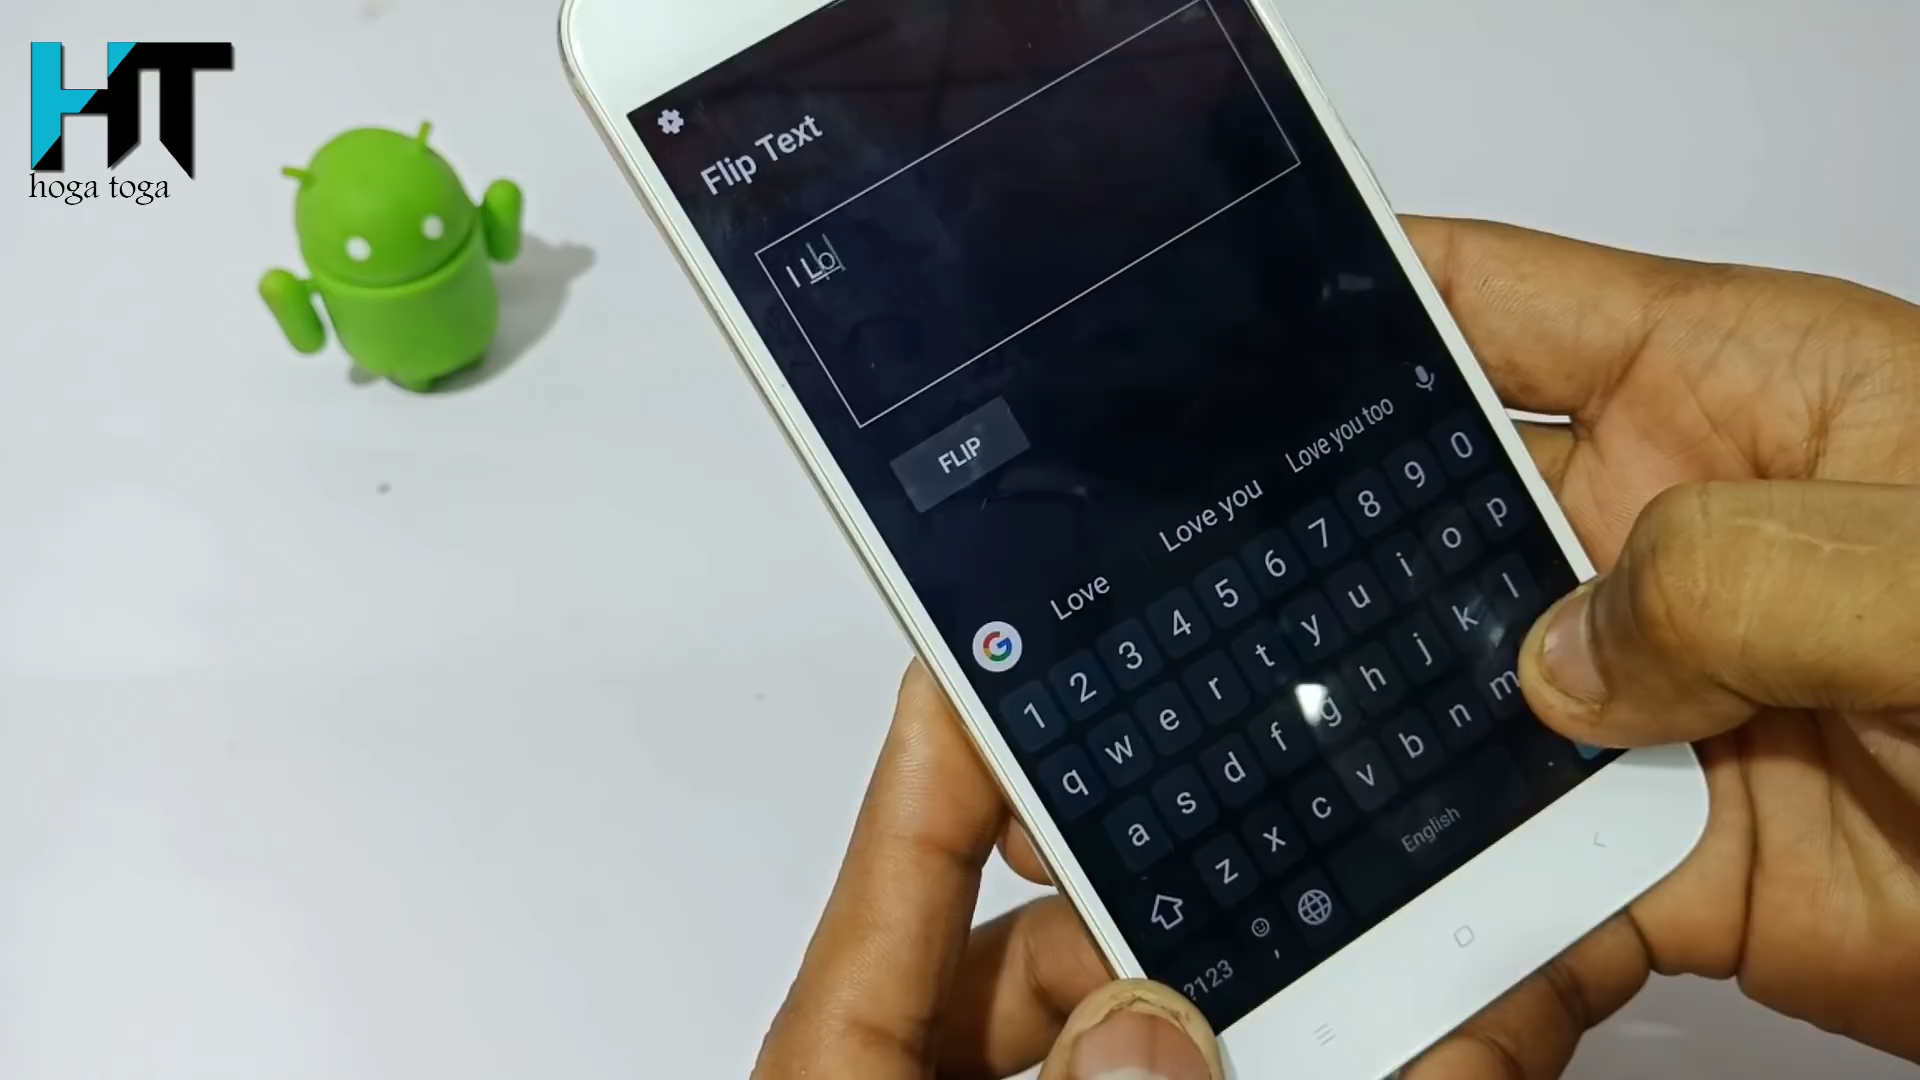 HT
hoga toga
Flip Text
I Lo
FLIP
Love Love you Love you too
1 2 3 4 5 6 7 8 9 0
q w e r t y u i o p
a s d f g h j k l
z x c v b n m
?123 , English .